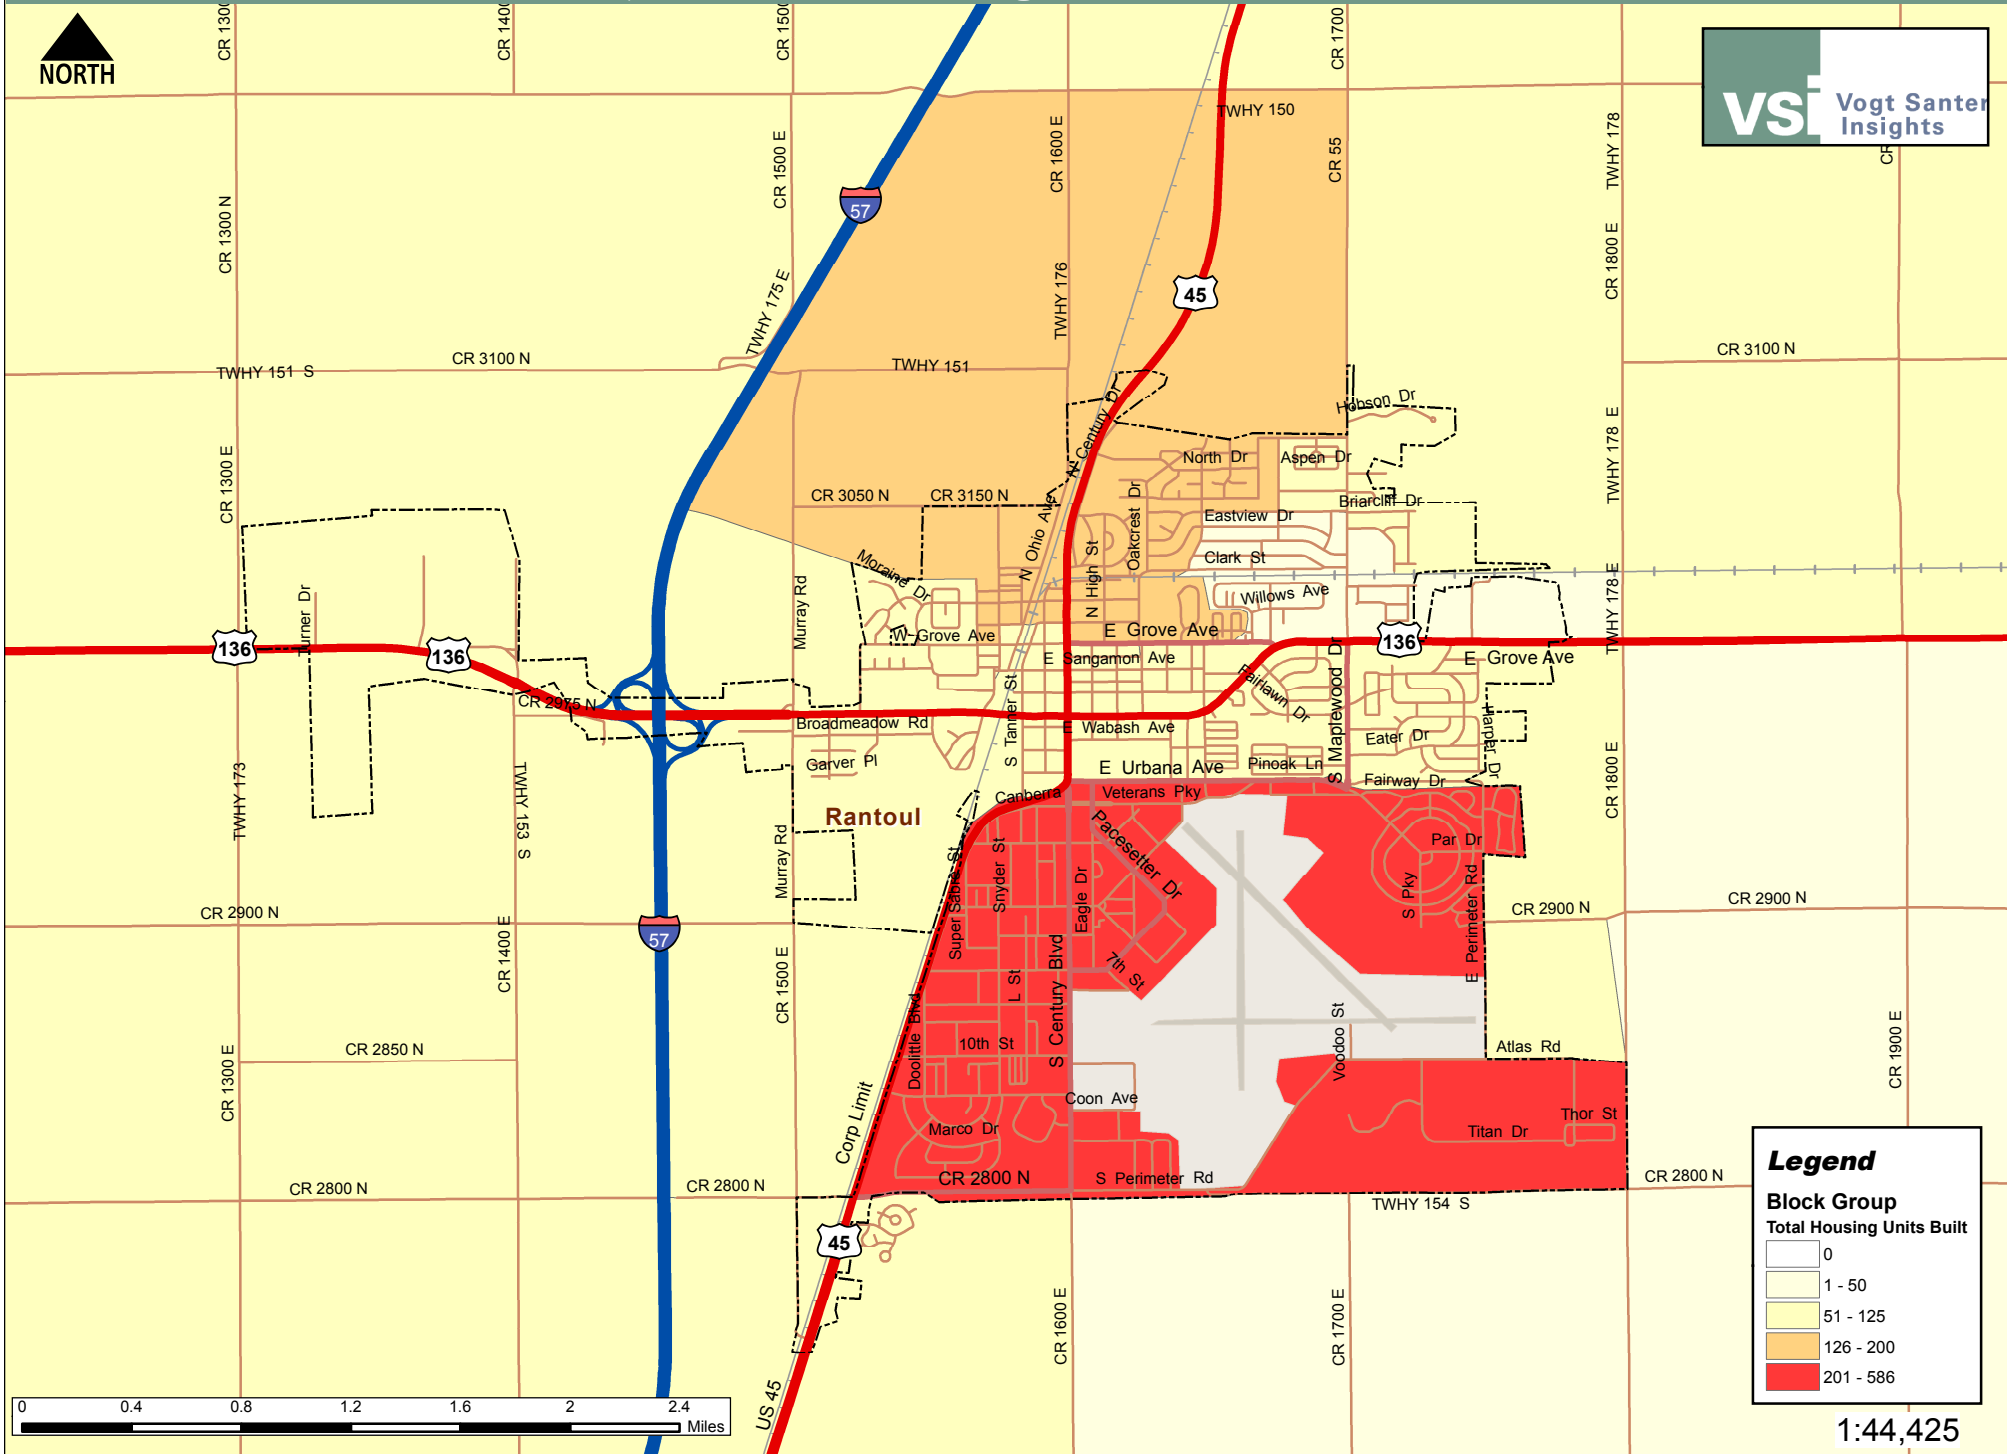 CR 1300
CR 1400
CR 1500
CR 1700
NORTH
vsi
Vogt Santer
Insights
TWHY 150
CR 1500 E
CR 1600 E
CR 55
TWHY 178
CR
57
CR 1300 N
CR 1800 E
TWHY 175 E
TWHY 176
45
TWHY 151 S
CR 3100 N
TWHY 151
CR 3100 N
Hobson Dr
N Century Dr
North Dr
Aspen Dr
CR 1300 E
TWHY 178 E
CR 3050 N
CR 3150 N
Briarcliff Dr
Oakcrest Dr
Eastview Dr
N Ohio Ave
Clark St
Moraine Dr
N High St
Turner Dr
Murray Rd
Willows Ave
TWHY 178 E
136
136
W Grove Ave
E Grove Ave
136
E Sangamon Ave
E Grove Ave
Fairlawn Dr
S Maplewood Dr
CR 2975 N
Broadmeadow Rd
S Tanner St
E Wabash Ave
Eater Dr
Harper Dr
Garver Pl
E Urbana Ave
Pinoak Ln
Fairway Dr
CR 1800 E
TWHY 173
TWHY 153 S
Canberra
Veterans Pky
Rantoul
Pacesetter Dr
Par Dr
Murray Rd
Super Sabre St
Snyder St
Eagle Dr
S Pky
E Perimeter Rd
CR 2900 N
CR 2900 N
CR 2900 N
57
CR 1400 E
CR 1500 E
7th St
L St
S Century Blvd
Doolittle Blvd
10th St
Voodoo St
Atlas Rd
CR 2850 N
CR 1300 E
CR 1900 E
Corp Limit
Coon Ave
Marco Dr
Thor St
Titan Dr
CR 2800 N
CR 2800 N
CR 2800 N
S Perimeter Rd
CR 2800 N
TWHY 154 S
45
CR 1600 E
CR 1700 E
US 45
Legend
Block Group
Total Housing Units Built
0
1 - 50
51 - 125
126 - 200
201 - 586
0 0.4 0.8 1.2 1.6 2 2.4
Miles
1:44,425